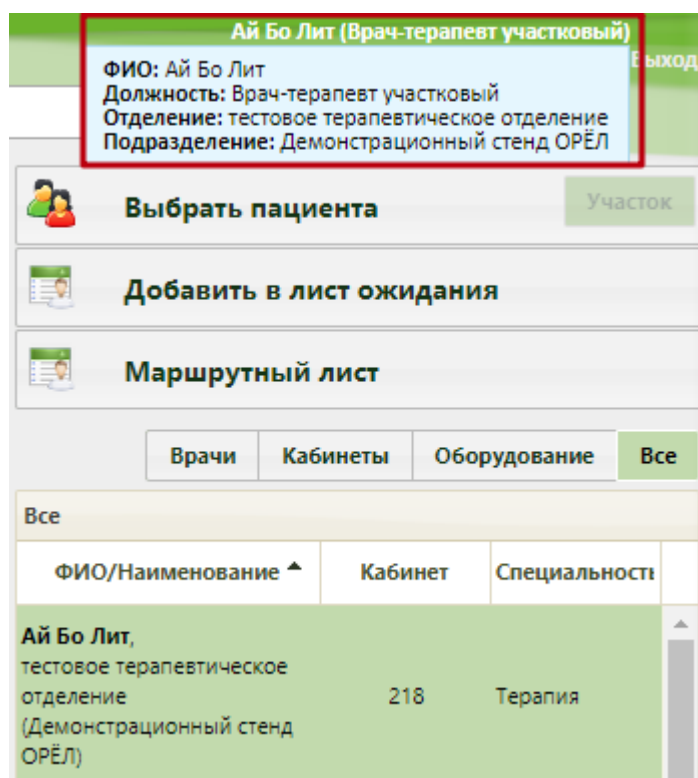 Ай Бо Лит (Врач-терапевт участковый)
Выход
ФИО: Ай Бо Лит
Должность: Врач-терапевт участковый
Отделение: тестовое терапевтическое отделение
Подразделение: Демонстрационный стенд ОРЁЛ
Выбрать пациента
Участок
Добавить в лист ожидания
Маршрутный лист
Врачи Кабинеты Оборудование Все
Все
ФИО/Наименование Кабинет Специальность
Ай Бо Лит,
тестовое терапевтическое
отделение 218 Терапия
(Демонстрационный стенд
ОРЁЛ)